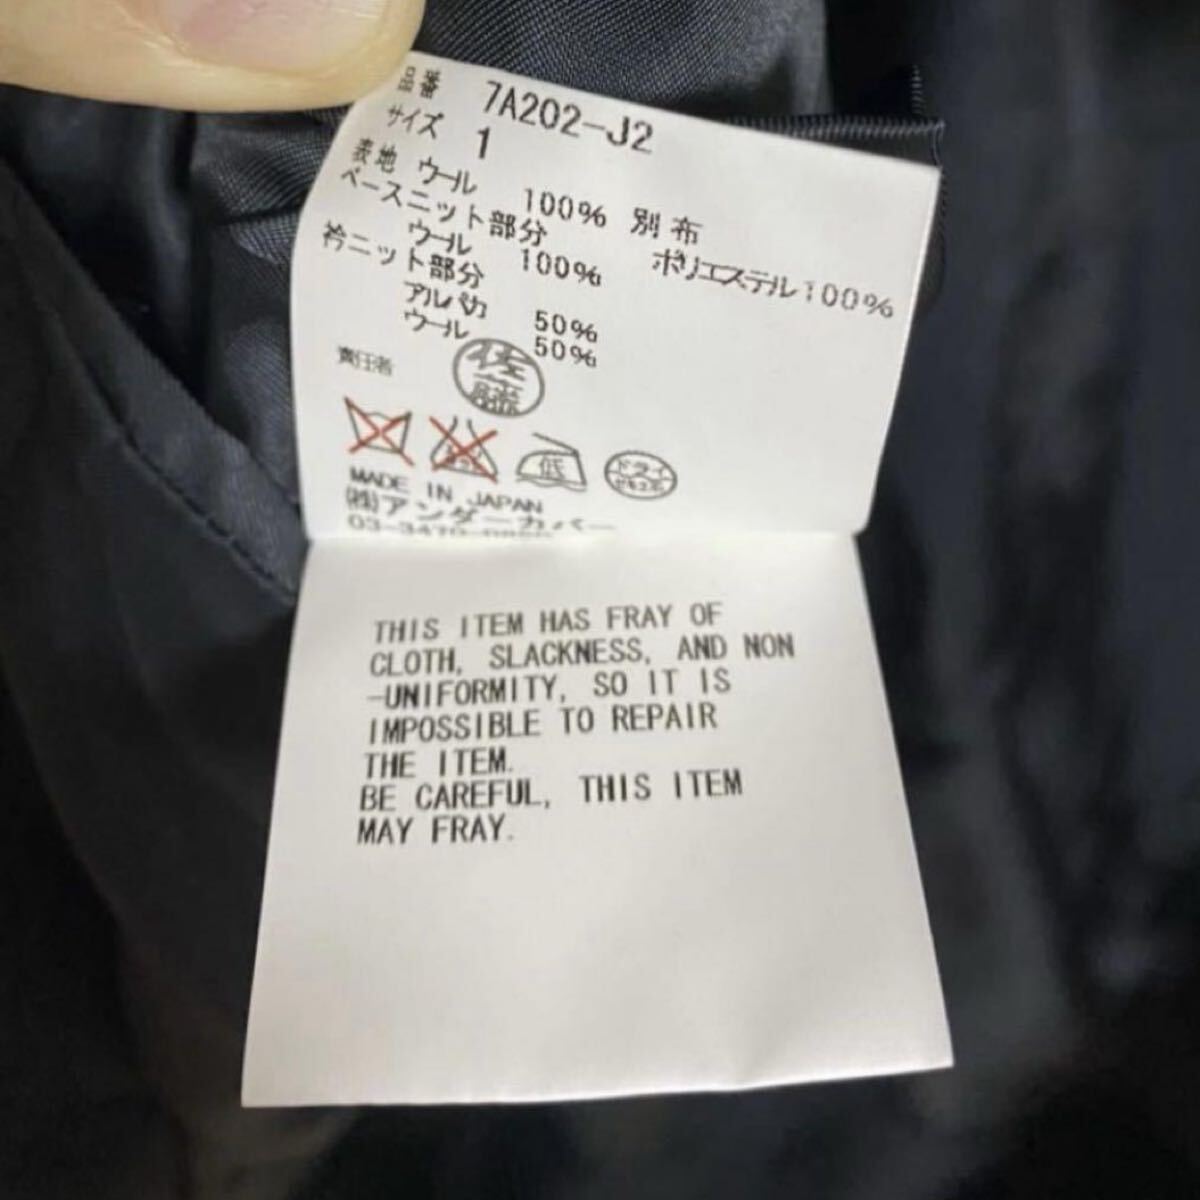 品番 7A202-J2
サイズ 1
表地 ウール 100% 別布
ベースニット部分 ポリエステル100%
ウール 100%
衿ニット部分
アルパカ 50%
ウール 50%
責任者 佐藤
低
ドライ
セキユ系
MADE IN JAPAN
(株)アンダーカバー
THIS ITEM HAS FRAY OF
CLOTH, SLACKNESS, AND NON
-UNIFORMITY, SO IT IS
IMPOSSIBLE TO REPAIR
THE ITEM.
BE CAREFUL, THIS ITEM
MAY FRAY.